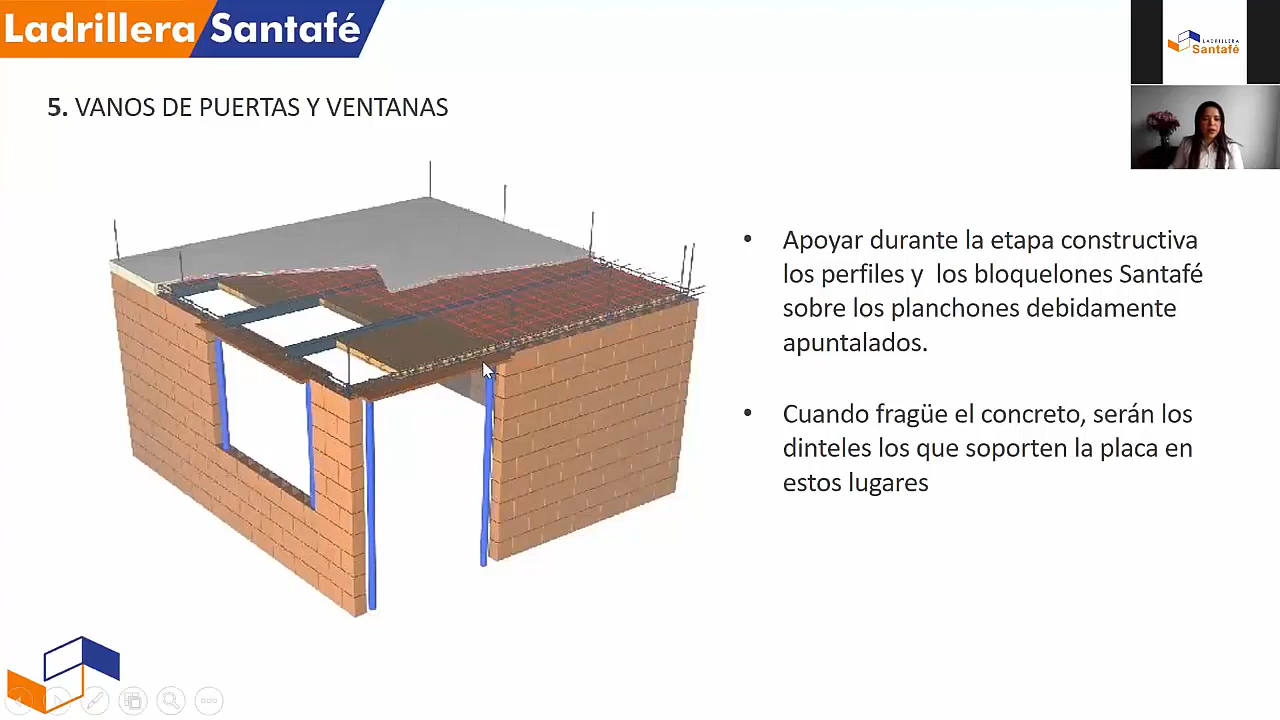 Ladrillera Santafé
LADRILLERA
Santafé
5. VANOS DE PUERTAS Y VENTANAS
• Apoyar durante la etapa constructiva
los perfiles y los bloquelones Santafé
sobre los planchones debidamente
apuntalados.
• Cuando fragüe el concreto, serán los
dinteles los que soporten la placa en
estos lugares